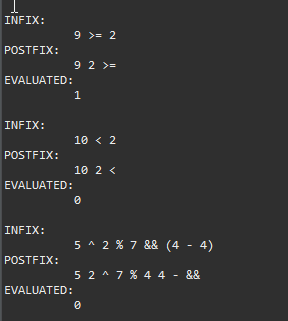 INFIX:
9 >= 2
POSTFIX:
9 2 >=
EVALUATED:
1
INFIX:
10 < 2
POSTFIX:
10 2 <
EVALUATED:
0
INFIX:
5 ^ 2 % 7 && (4 - 4)
POSTFIX:
5 2 ^ 7 % 4 4 - &&
EVALUATED:
0